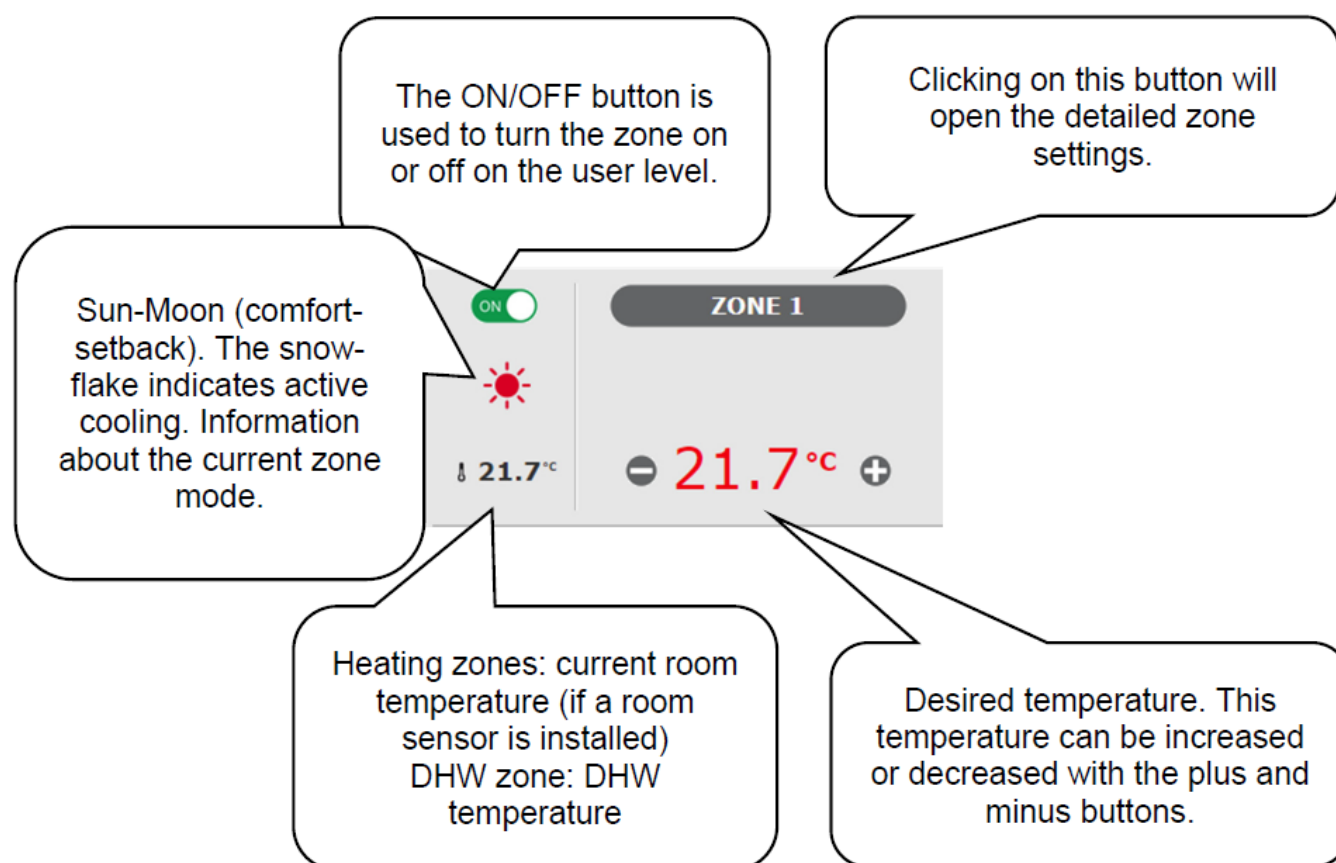 The ON/OFF button is
used to turn the zone on
or off on the user level.
Clicking on this button will
open the detailed zone
settings.
Sun-Moon (comfort-
setback). The snow-
flake indicates active
cooling. Information
about the current zone
mode.
ON
ZONE 1
21.7°C
21.7°C
Heating zones: current room
temperature (if a room
sensor is installed)
DHW zone: DHW
temperature
Desired temperature. This
temperature can be increased
or decreased with the plus and
minus buttons.